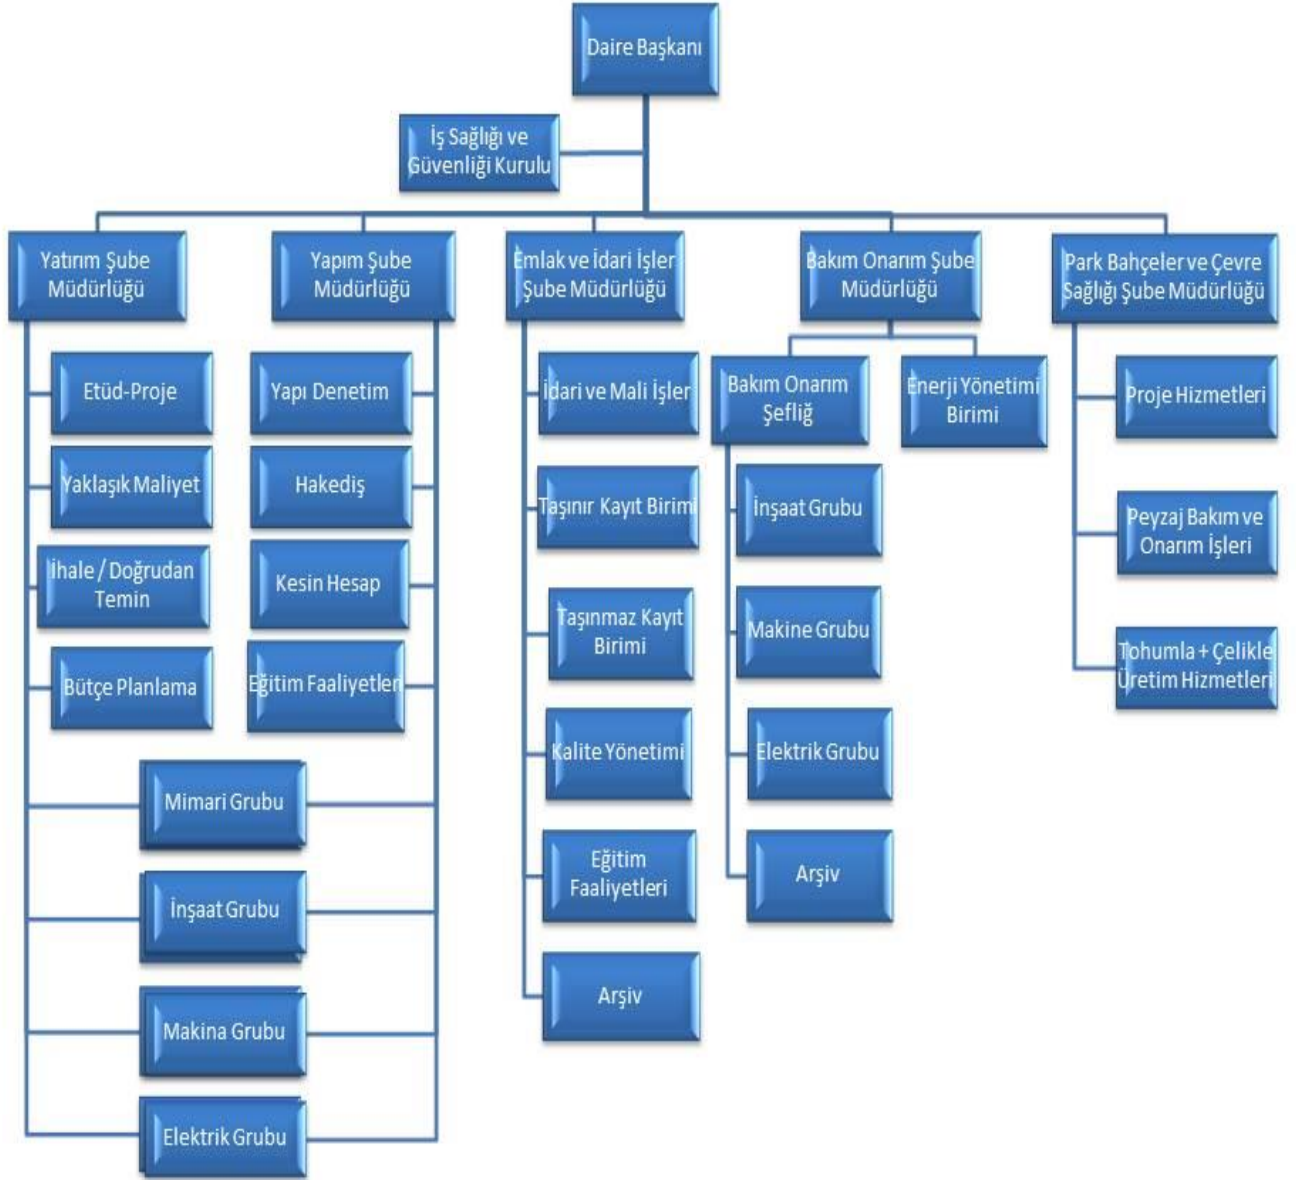 Daire Başkanı
İş Sağlığı ve
Güvenliği Kurulu
Yatırım Şube
Müdürlüğü
Yapım Şube
Müdürlüğü
Emlak ve İdari İşler
Şube Müdürlüğü
Bakım Onarım Şube
Müdürlüğü
Park Bahçeler ve Çevre
Sağlığı Şube Müdürlüğü
Etüd-Proje
Yaklaşık Maliyet
İhale / Doğrudan
Temin
Bütçe Planlama
Yapı Denetim
Hakediş
Kesin Hesap
Eğitim Faaliyetleri
Mimari Grubu
İnşaat Grubu
Makina Grubu
Elektrik Grubu
İdari ve Mali İşler
Taşınır Kayıt Birimi
Taşınmaz Kayıt
Birimi
Kalite Yönetimi
Eğitim
Faaliyetleri
Arşiv
Bakım Onarım
Şefliğ
İnşaat Grubu
Makine Grubu
Elektrik Grubu
Arşiv
Enerji Yönetimi
Birimi
Proje Hizmetleri
Peyzaj Bakım ve
Onarım İşleri
Tohumla + Çelikle
Üretim Hizmetleri